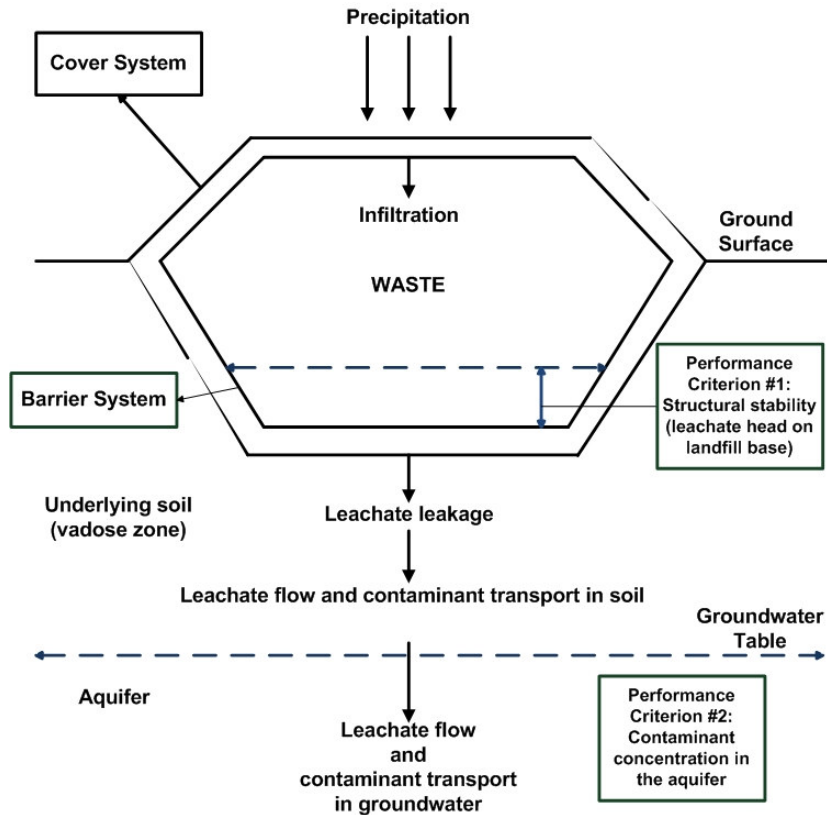 Precipitation
Cover System
Infiltration
Ground
Surface
WASTE
Performance
Criterion #1:
Structural stability
(leachate head on
landfill base)
Barrier System
Underlying soil
(vadose zone)
Leachate leakage
Leachate flow and contaminant transport in soil
Groundwater
Table
Aquifer
Performance
Criterion #2:
Contaminant
concentration in
the aquifer
Leachate flow
and
contaminant transport
in groundwater